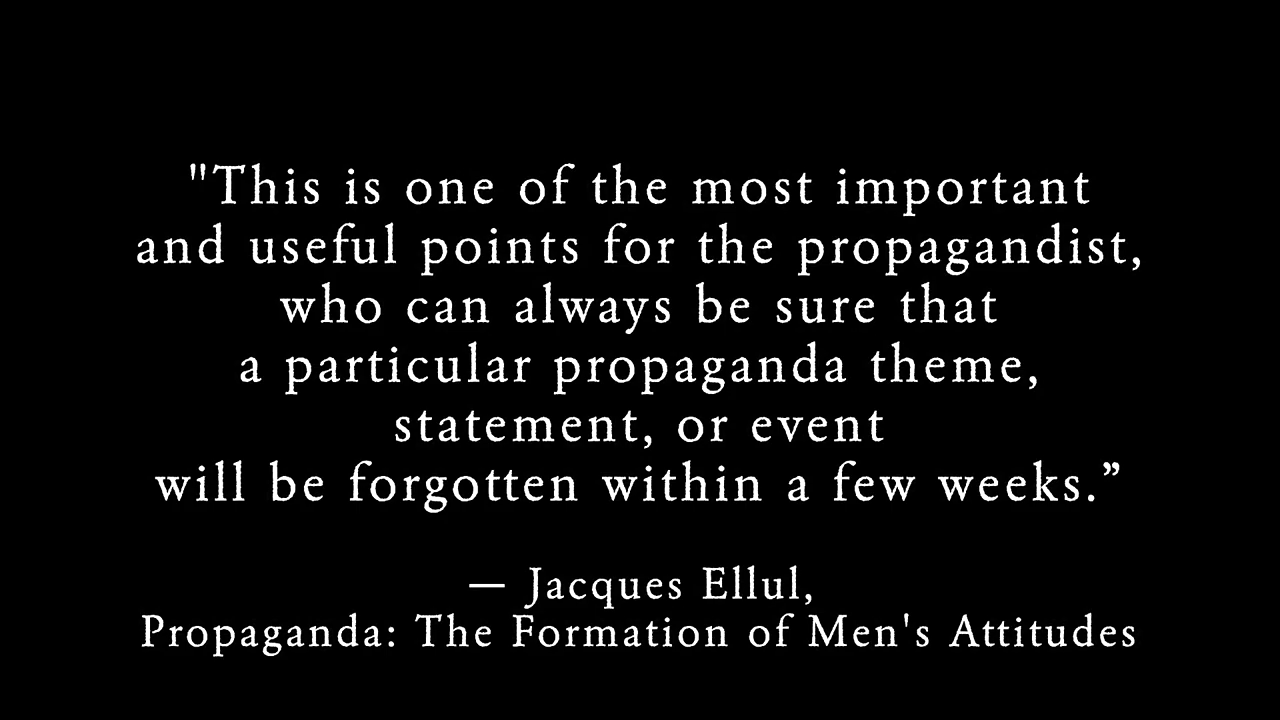 "This is one of the most important
and useful points for the propagandist,
who can always be sure that
a particular propaganda theme,
statement, or event
will be forgotten within a few weeks.”
— Jacques Ellul,
Propaganda: The Formation of Men's Attitudes